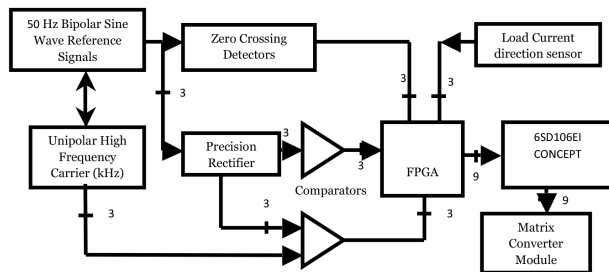 50 Hz Bipolar Sine
Wave Reference
Signals
Zero Crossing
Detectors
Load Current
direction sensor
3
3
3
Unipolar High
Frequency
Carrier (kHz)
Precision
Rectifier
3
3
Comparators
FPGA
9
6SD106EI
CONCEPT
3
3
3
9
Matrix
Converter
Module